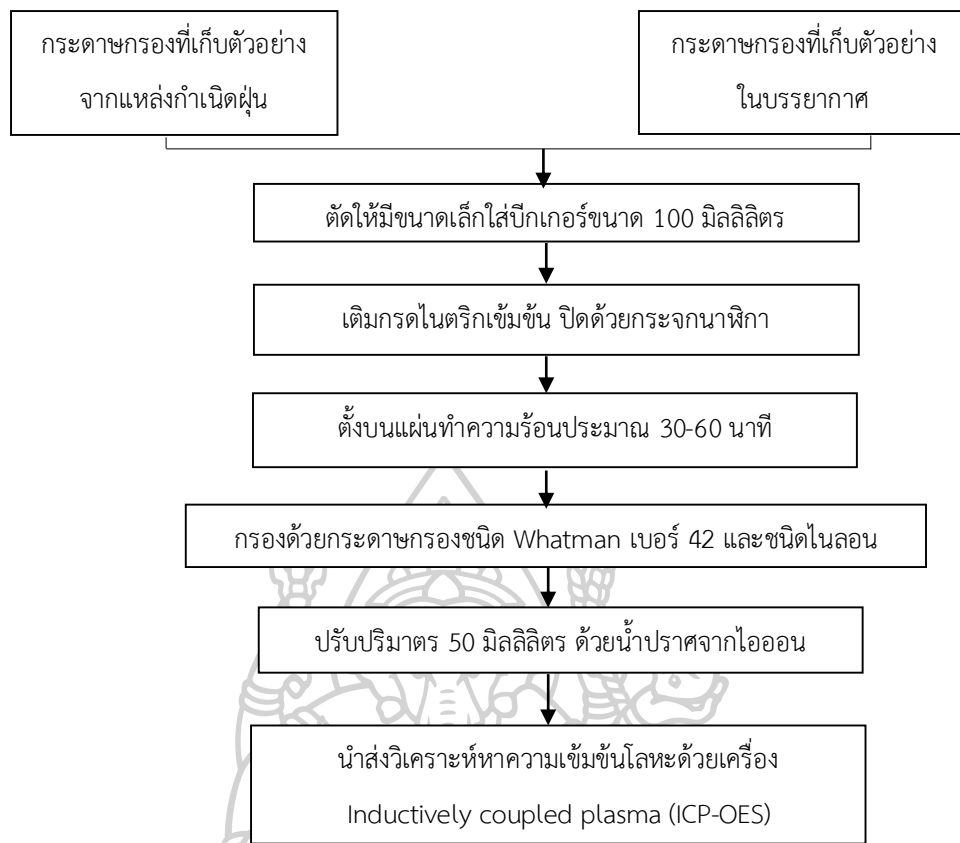 กระดาษกรองที่เก็บตัวอย่าง
จากแหล่งกำเนิดฝุ่น
กระดาษกรองที่เก็บตัวอย่าง
ในบรรยากาศ
ตัดให้มีขนาดเล็กใส่บีกเกอร์ขนาด 100 มิลลิลิตร
เติมกรดไนตริกเข้มข้น ปิดด้วยกระจกนาฬิกา
ตั้งบนแผ่นทำความร้อนประมาณ 30-60 นาที
กรองด้วยกระดาษกรองชนิด Whatman เบอร์ 42 และชนิดไนลอน
ปรับปริมาตร 50 มิลลิลิตร ด้วยน้ำปราศจากไอออน
นำส่งวิเคราะห์หาความเข้มข้นโลหะด้วยเครื่อง
Inductively coupled plasma (ICP-OES)